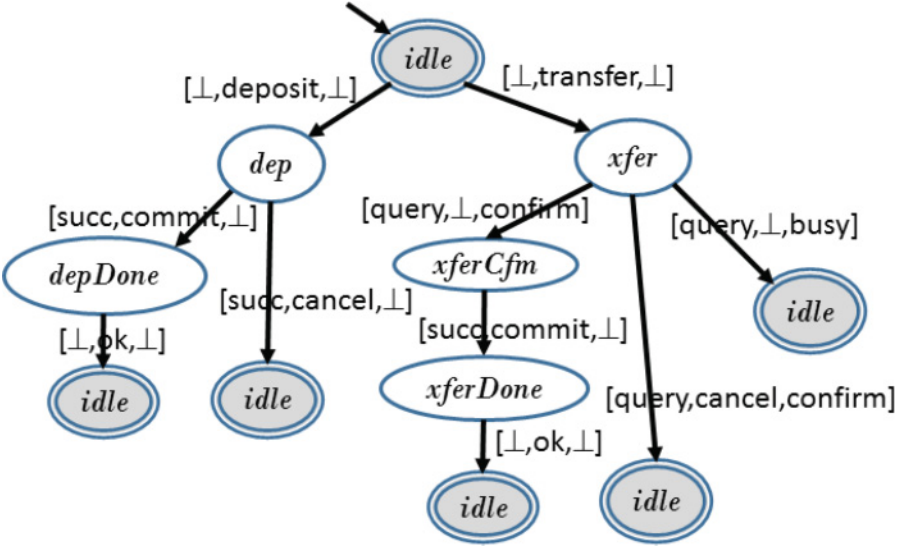 idle
[⊥,deposit,⊥]
[⊥,transfer,⊥]
dep
xfer
[succ,commit,⊥]
[query,⊥,confirm]
[query,⊥,busy]
depDone
xferCfm
[succ,cancel,⊥]
idle
[⊥,ok,⊥]
[succ,commit,⊥]
idle
idle
xferDone
[query,cancel,confirm]
[⊥,ok,⊥]
idle
idle